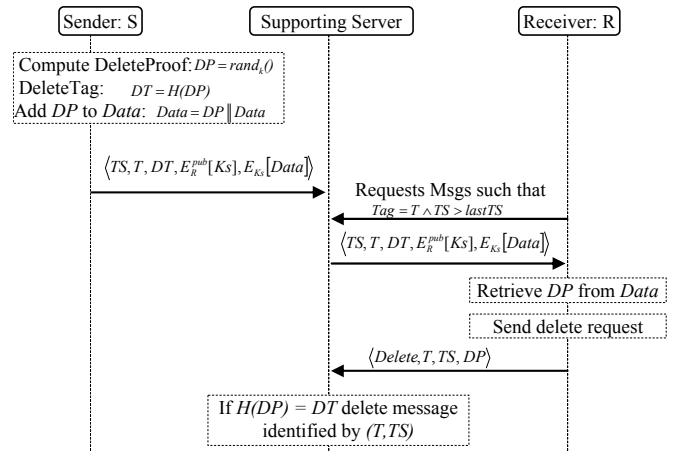 Sender: S
Supporting Server
Receiver: R
Compute DeleteProof: DP = rand_k()
DeleteTag: DT = H(DP)
Add DP to Data: Data = DP ‖ Data
⟨TS, T, DT, E_R^pub[Ks], E_Ks[Data]⟩
Requests Msgs such that
Tag = T ∧ TS > lastTS
⟨TS, T, DT, E_R^pub[Ks], E_Ks[Data]⟩
Retrieve DP from Data
Send delete request
⟨Delete, T, TS, DP⟩
If H(DP) = DT delete message
identified by (T,TS)